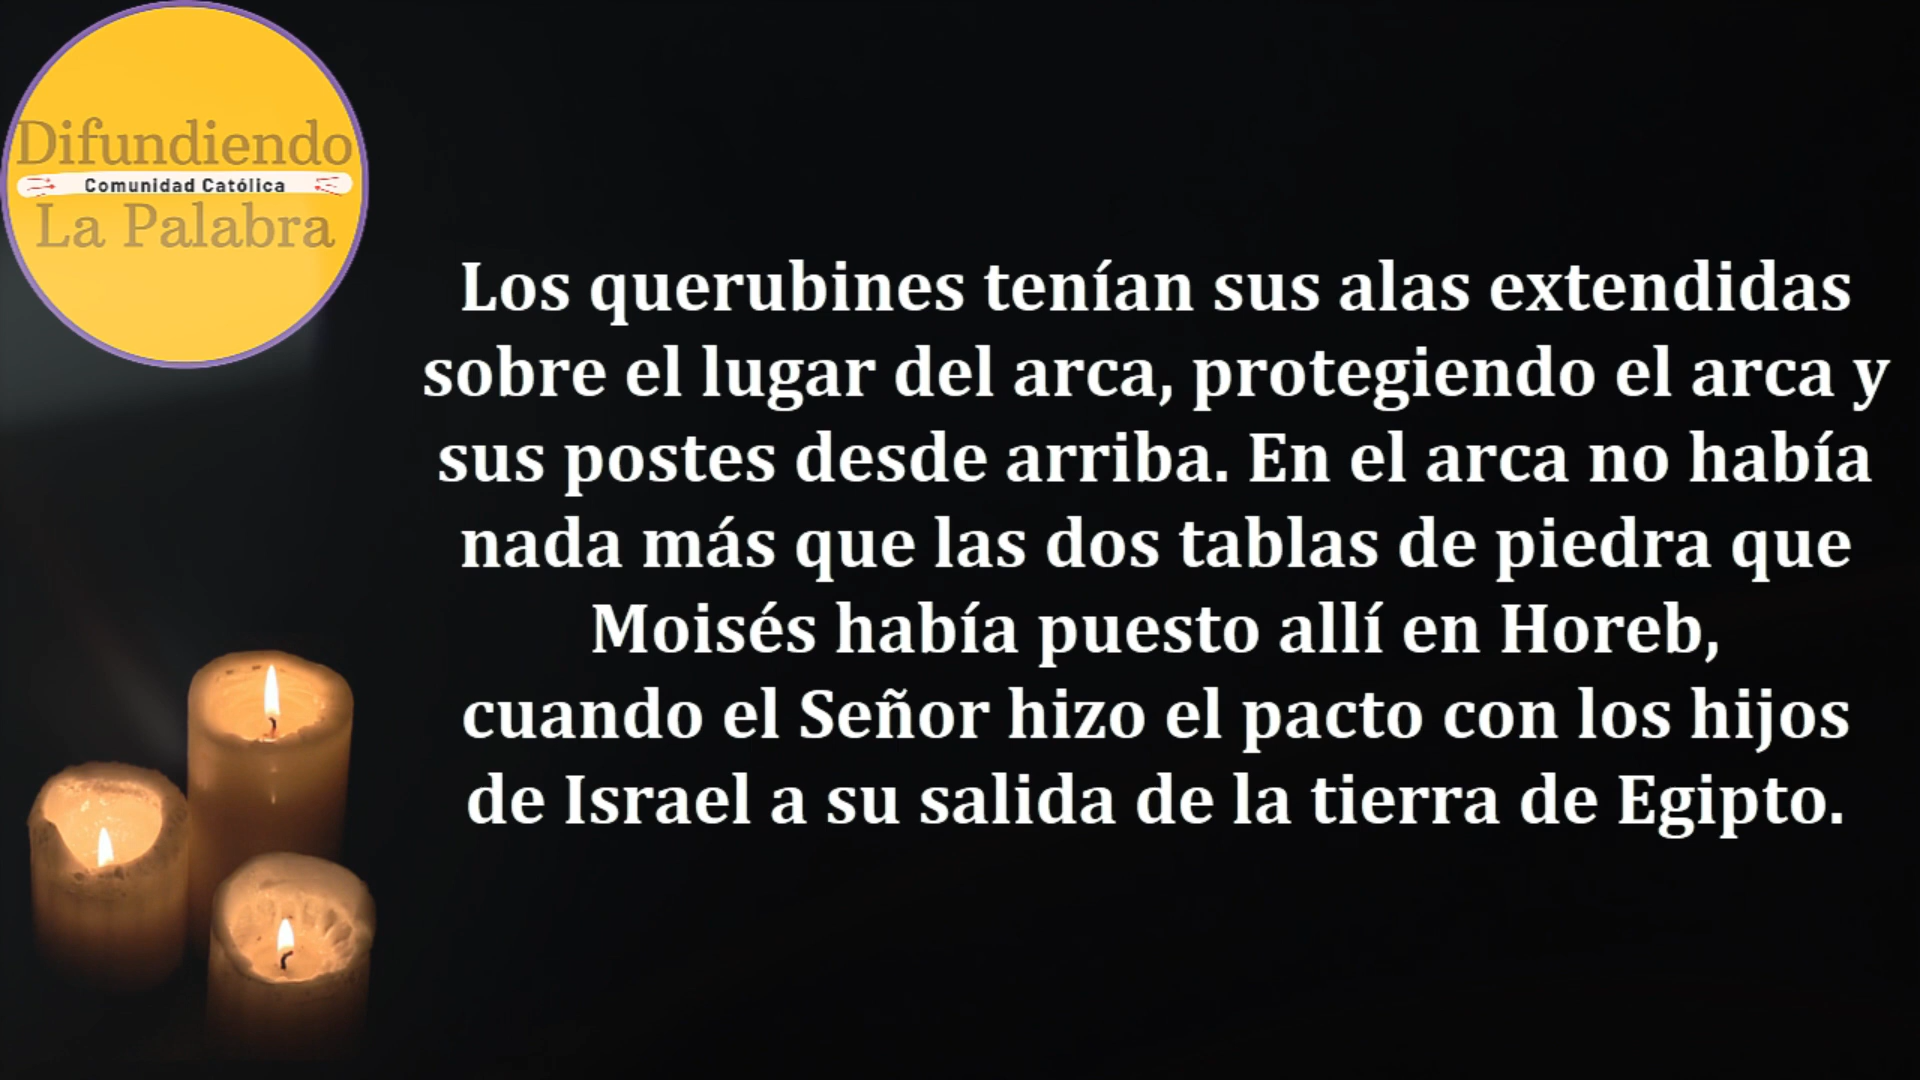 Difundiendo
Comunidad Católica
La Palabra
Los querubines tenían sus alas extendidas
sobre el lugar del arca, protegiendo el arca y
sus postes desde arriba. En el arca no había
nada más que las dos tablas de piedra que
Moisés había puesto allí en Horeb,
cuando el Señor hizo el pacto con los hijos
de Israel a su salida de la tierra de Egipto.